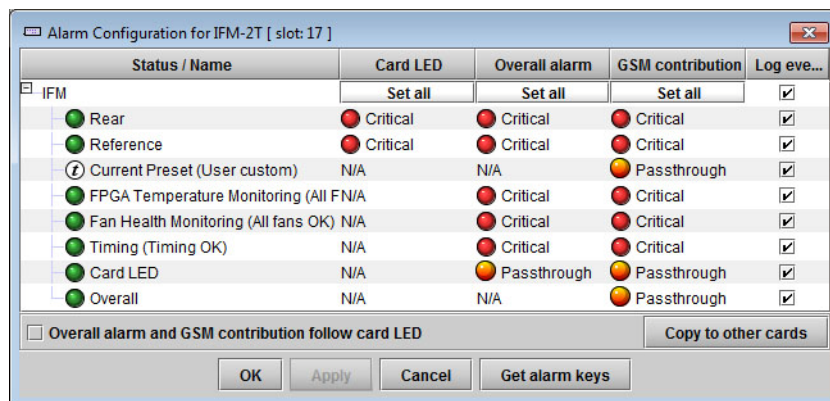 Alarm Configuration for IFM-2T [ slot: 17 ]
Status / Name Card LED Overall alarm GSM contribution Log eve...
IFM Set all Set all Set all
Rear Critical Critical Critical
Reference Critical Critical Critical
Current Preset (User custom) N/A N/A Passthrough
FPGA Temperature Monitoring (All F N/A Critical Critical
Fan Health Monitoring (All fans OK) N/A Critical Critical
Timing (Timing OK) N/A Critical Critical
Card LED N/A Passthrough Passthrough
Overall N/A N/A Passthrough
Overall alarm and GSM contribution follow card LED Copy to other cards
OK Apply Cancel Get alarm keys